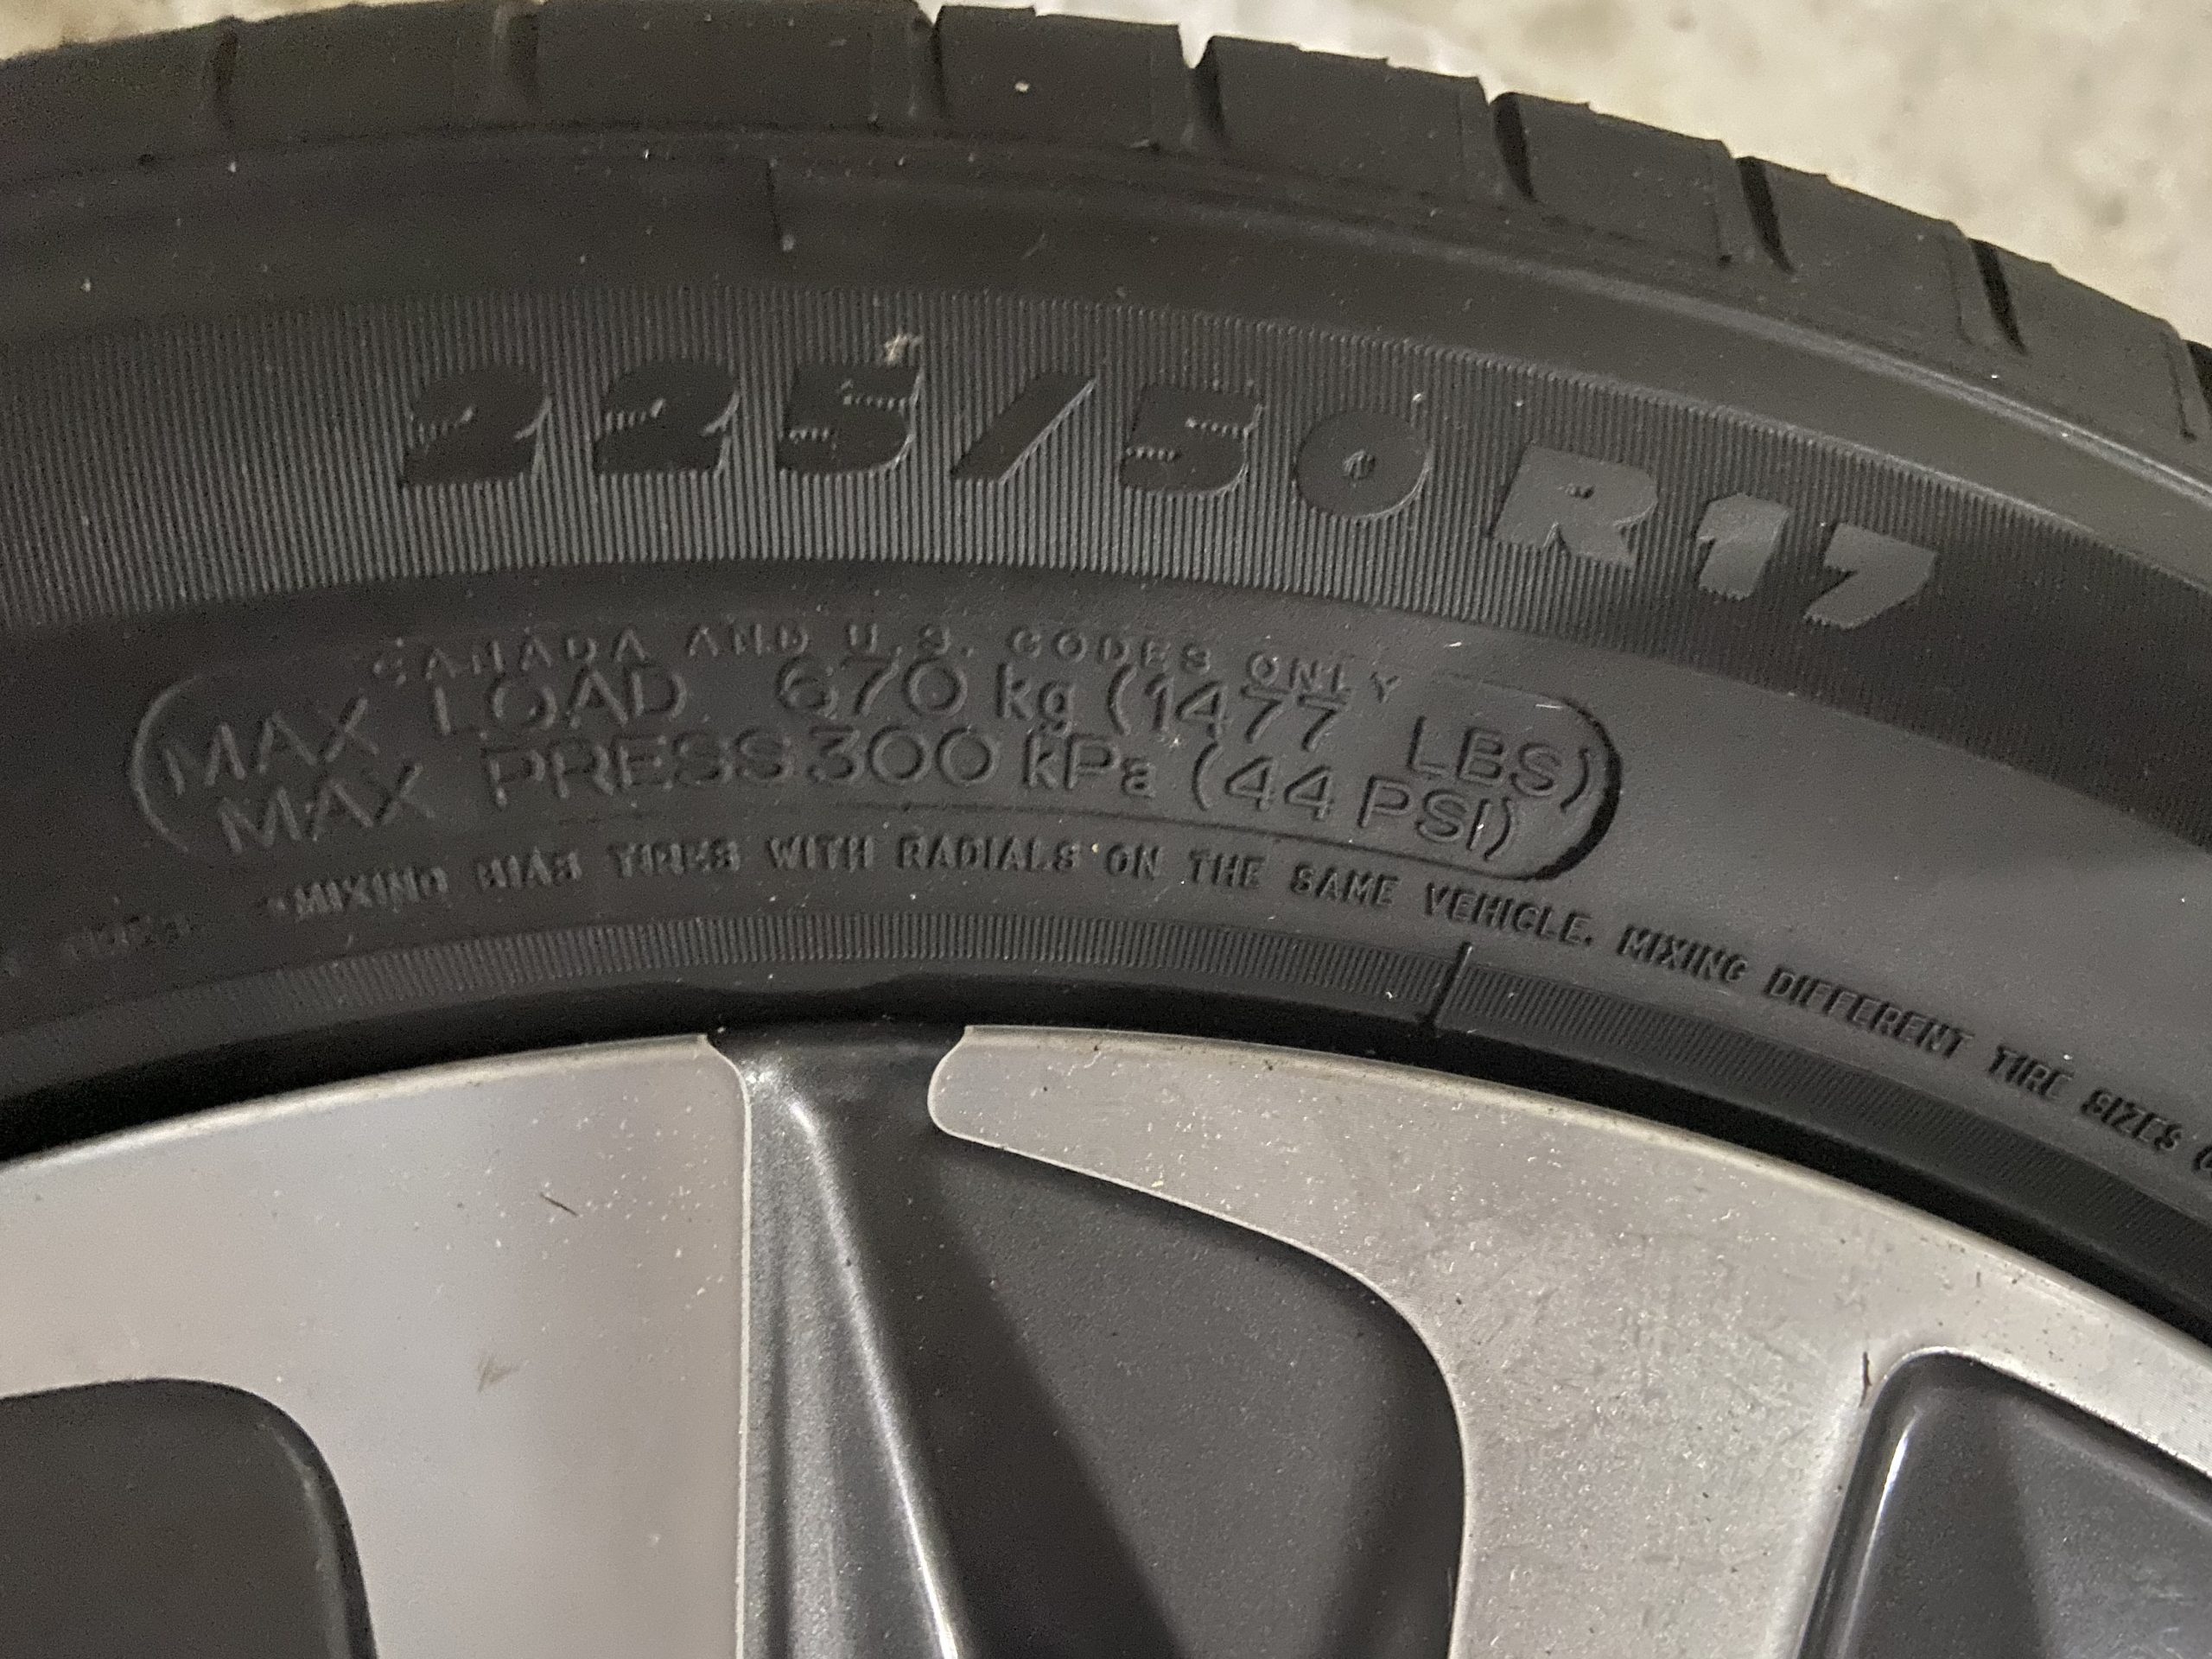 225/50 R17
CANADA AND U.S. CODES ONLY
MAX LOAD 670 kg (1477 LBS)
MAX PRESS 300 kPa (44 PSI)
MIXING BIAS TIRES WITH RADIALS ON THE SAME VEHICLE. MIXING DIFFERENT TIRE SIZES